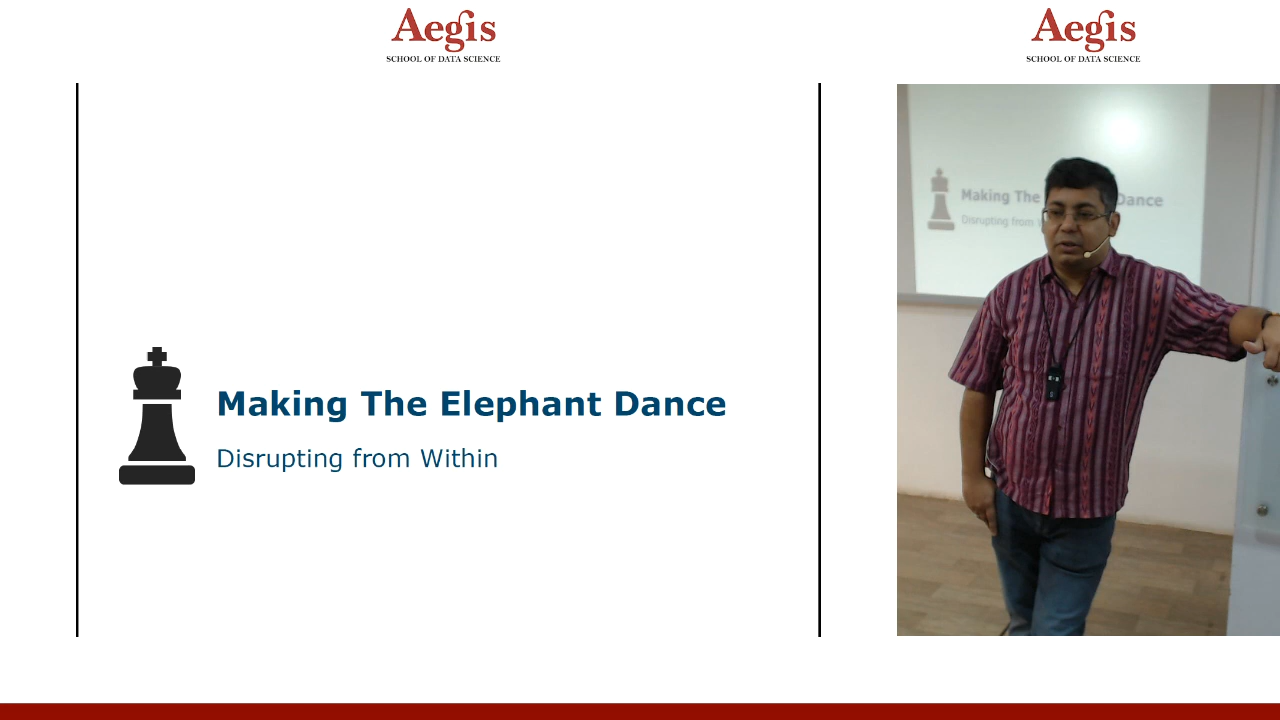 Aegis
SCHOOL OF DATA SCIENCE
Aegis
SCHOOL OF DATA SCIENCE
Making The Elephant Dance
Disrupting from Within
Making The
Dance
Disrupting from